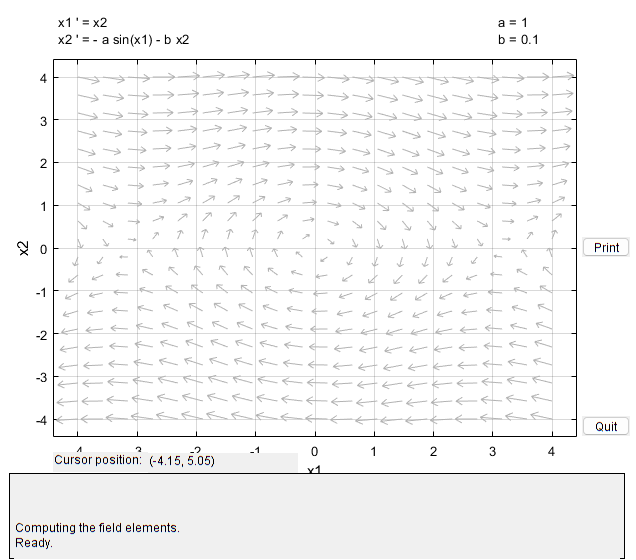 x1 ' = x2
x2 ' = - a sin(x1) - b x2
a = 1
b = 0.1
4
3
2
1
0
-1
-2
-3
-4
x2
-4 -3 -2 -1 0 1 2 3 4
x1
Print
Quit
Cursor position: (-4.15, 5.05)
Computing the field elements.
Ready.